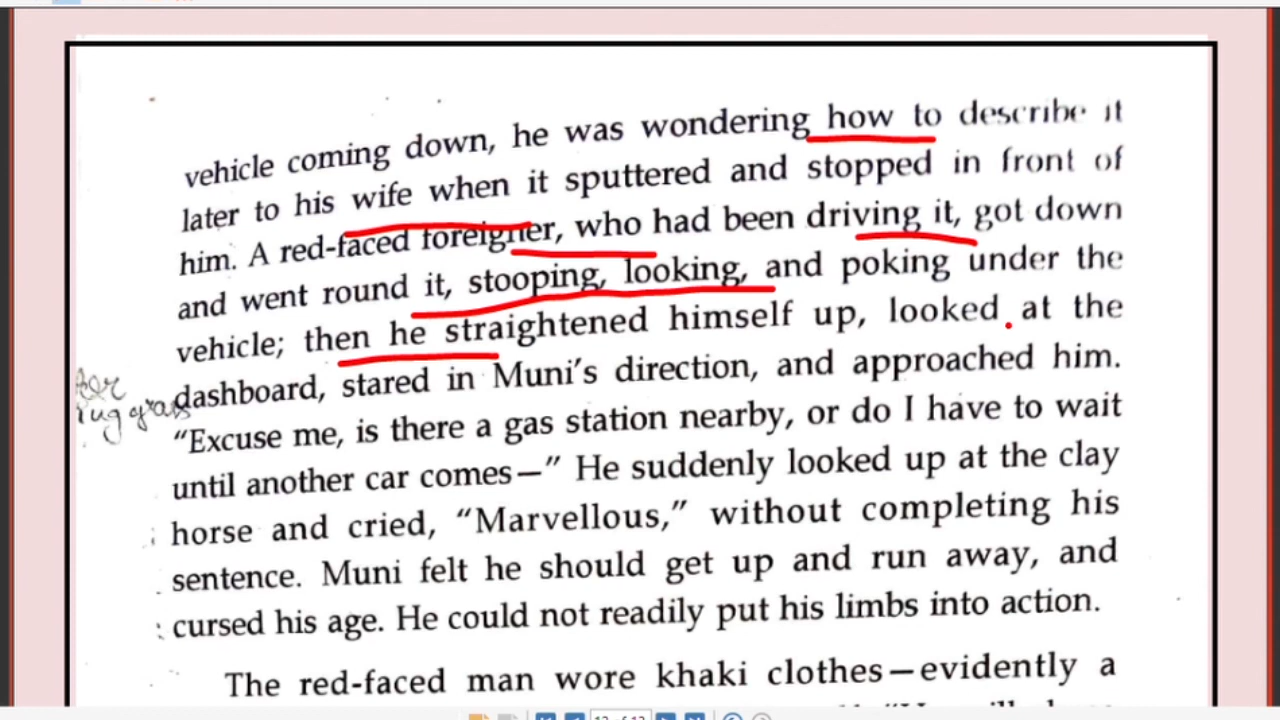 vehicle coming down, he was wondering how to describe it
later to his wife when it sputtered and stopped in front of
him. A red-faced foreigner, who had been driving it, got down
and went round it, stooping, looking, and poking under the
vehicle; then he straightened himself up, looked at the
dashboard, stared in Muni's direction, and approached him.
"Excuse me, is there a gas station nearby, or do I have to wait
until another car comes—" He suddenly looked up at the clay
horse and cried, "Marvellous," without completing his
sentence. Muni felt he should get up and run away, and
cursed his age. He could not readily put his limbs into action.
The red-faced man wore khaki clothes—evidently a